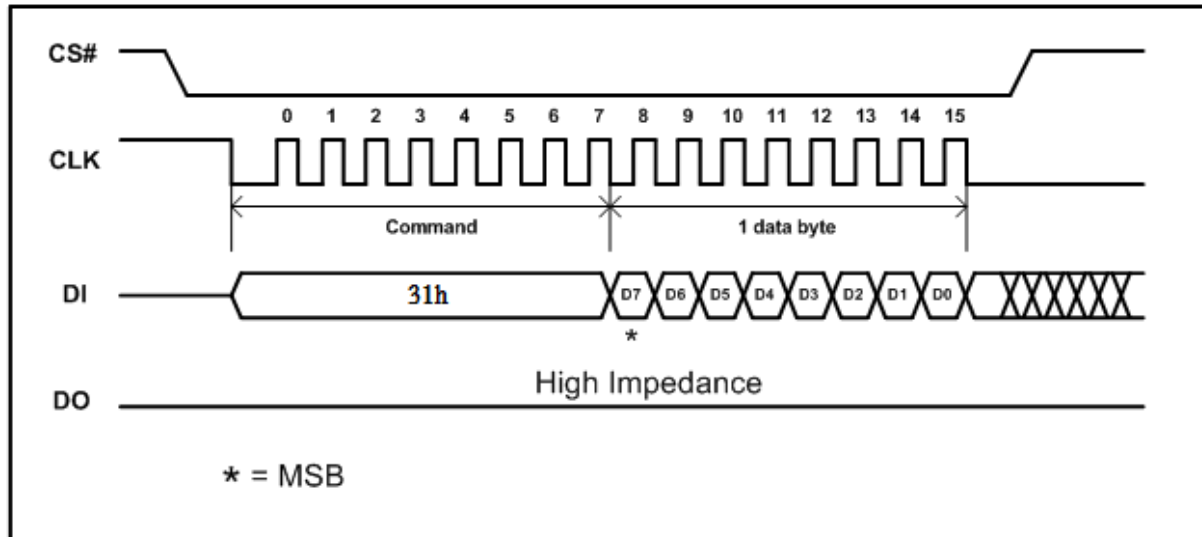 CS#
0 1 2 3 4 5 6 7 8 9 10 11 12 13 14 15
CLK
Command 1 data byte
DI 31h D7 D6 D5 D4 D3 D2 D1 D0
*
High Impedance
DO
* = MSB